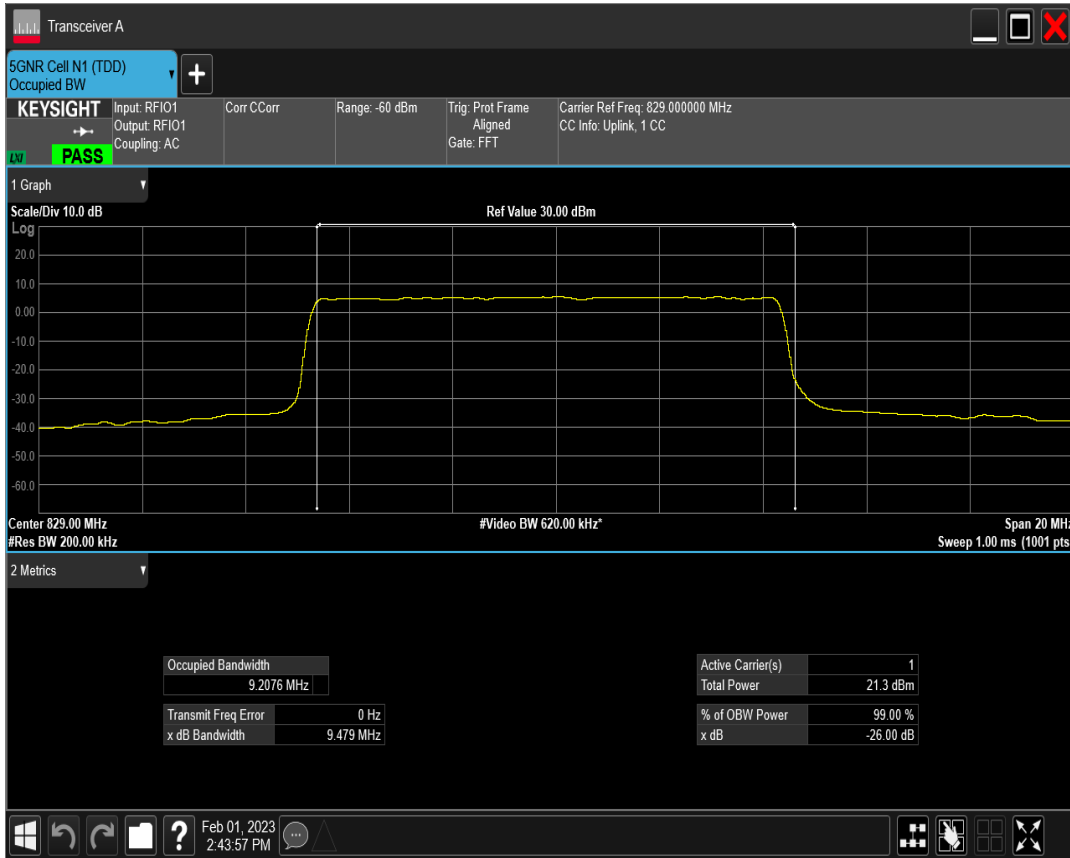 Transceiver A
5GNR Cell N1 (TDD)
Occupied BW
KEYSIGHT
LXI
PASS
Input: RFIO1
Output: RFIO1
Coupling: AC
Corr CCorr
Range: -60 dBm
Trig: Prot Frame
Aligned
Gate: FFT
Carrier Ref Freq: 829.000000 MHz
CC Info: Uplink, 1 CC
1 Graph
Scale/Div 10.0 dB
Ref Value 30.00 dBm
Log
20.0
10.0
0.00
-10.0
-20.0
-30.0
-40.0
-50.0
-60.0
Center 829.00 MHz
#Video BW 620.00 kHz*
Span 20 MHz
#Res BW 200.00 kHz
Sweep 1.00 ms (1001 pts
2 Metrics
Occupied Bandwidth
9.2076 MHz
Transmit Freq Error 0 Hz
x dB Bandwidth 9.479 MHz
Active Carrier(s) 1
Total Power 21.3 dBm
% of OBW Power 99.00 %
x dB -26.00 dB
?
Feb 01, 2023
2:43:57 PM